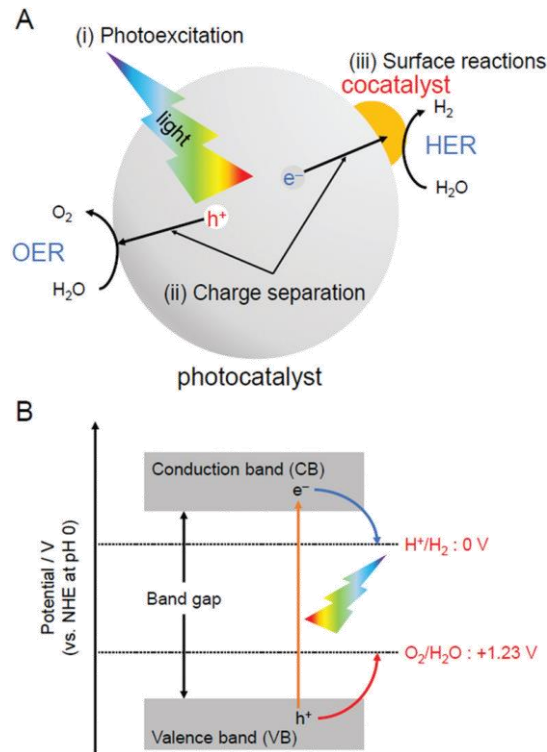 A
(i) Photoexcitation
(iii) Surface reactions
cocatalyst
H₂
light
HER
e⁻
H₂O
O₂
h⁺
OER
H₂O
(ii) Charge separation
photocatalyst
B
Potential / V
(vs. NHE at pH 0)
Conduction band (CB)
e⁻
H⁺/H₂ : 0 V
Band gap
O₂/H₂O : +1.23 V
h⁺
Valence band (VB)